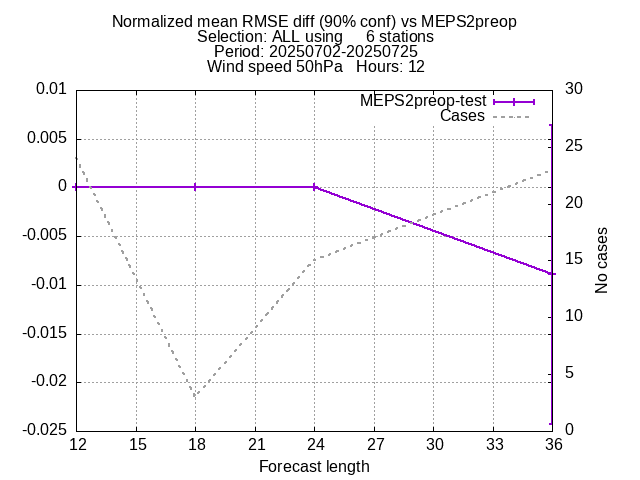 Normalized mean RMSE diff (90% conf) vs MEPS2preop
Selection: ALL using     6 stations
Period: 20250702-20250725
Wind speed 50hPa   Hours: 12
MEPS2preop-test
Cases
0.01
0.005
0
-0.005
-0.01
-0.015
-0.02
-0.025
30
25
20
15
10
5
0
No cases
12 15 18 21 24 27 30 33 36
Forecast length